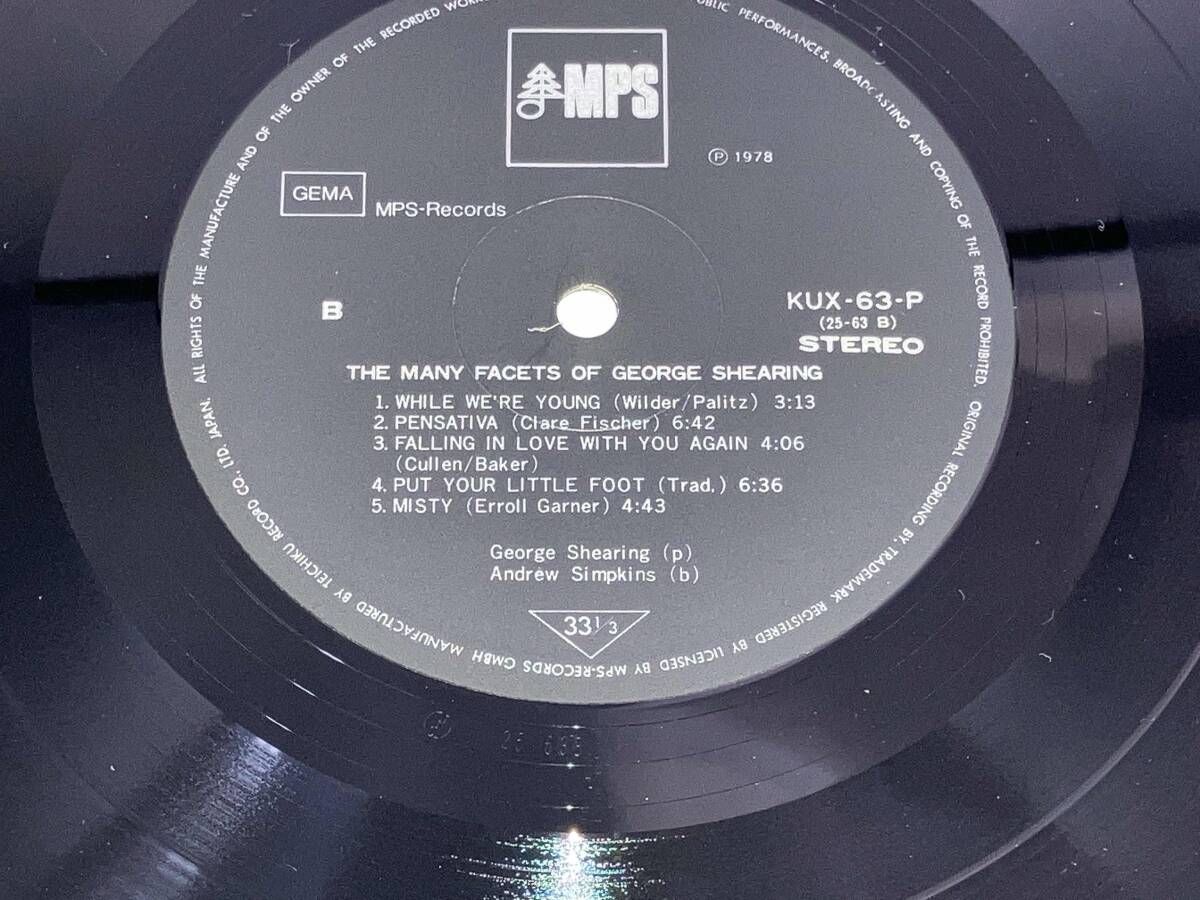 MPS
Ⓟ 1978
GEMA
MPS-Records
B
KUX-63-P
(25-63 B)
STEREO
THE MANY FACETS OF GEORGE SHEARING
1. WHILE WE'RE YOUNG (Wilder/Palitz) 3:13
2. PENSATIVA (Clare Fischer) 6:42
3. FALLING IN LOVE WITH YOU AGAIN 4:06
(Cullen/Baker)
4. PUT YOUR LITTLE FOOT (Trad.) 6:36
5. MISTY (Erroll Garner) 4:43
George Shearing (p)
Andrew Simpkins (b)
33 1/3
ALL RIGHTS OF THE MANUFACTURE AND OF THE OWNER OF THE RECORDED WORK
PUBLIC PERFORMANCES, BROADCASTING AND COPYING OF THE RECORD PROHIBITED. ORIGINAL RECORDING BY, TRADEMARK REGISTERED BY LICENSED BY MPS-RECORDS GMBH MANUFACTURED BY TEICHIKU RECORD CO., LTD. JAPAN.